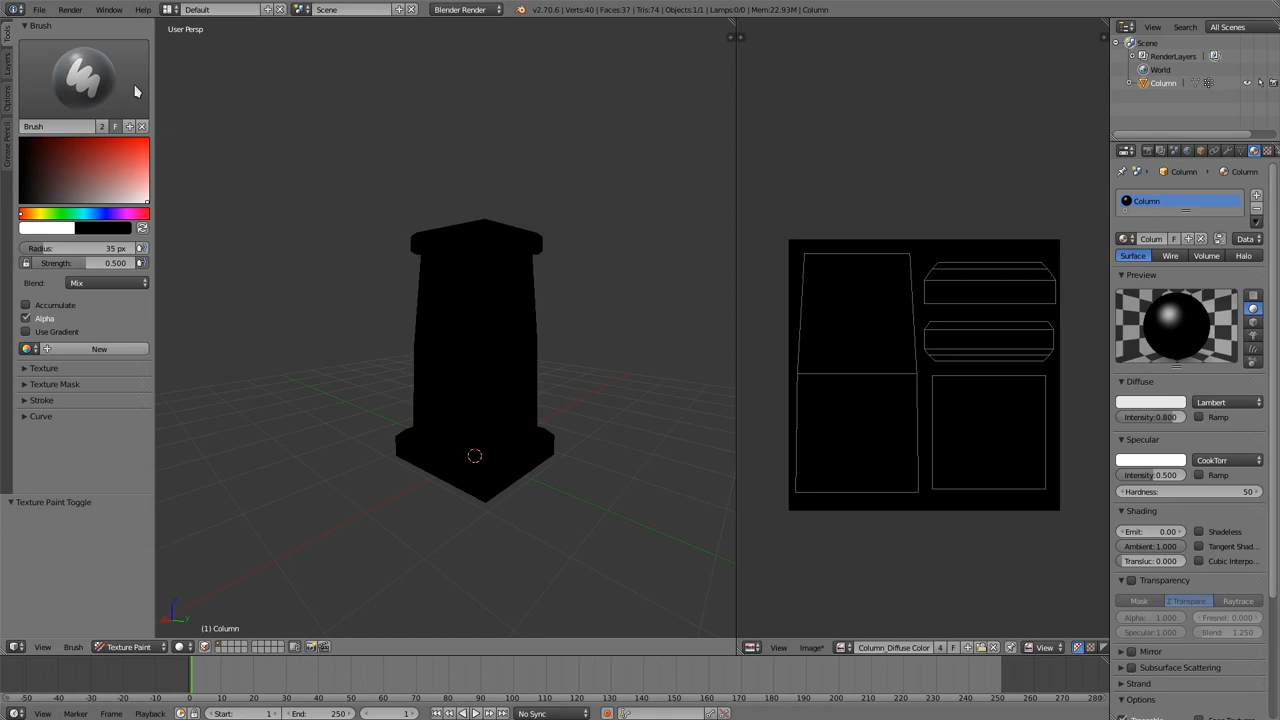 File Render Window Help Default Scene Blender Render v2.70.6 | Verts:40 | Faces:37 | Tris:74 | Objects:1/1 | Lamps:0/0 | Mem:22.93M | Column
Brush
User Persp
View Search All Scenes
Scene
RenderLayers
World
Column
Tools
Layers
Options
Grease Pencil
Brush 2 F
Radius: 35 px
Strength: 0.500
Blend: Mix
Accumulate
Alpha
Use Gradient
New
Texture
Texture Mask
Stroke
Curve
Texture Paint Toggle
Column Column
Column
Colum F Data
Surface Wire Volume Halo
Preview
Diffuse
Lambert
Intensity:0.800 Ramp
Specular
CookTorr
Intensity:0.500 Ramp
Hardness: 50
Shading
Emit: 0.00 Shadeless
Ambient: 1.000 Tangent Shad...
Transluc: 0.000 Cubic Interpo...
Transparency
Mask Z Transpare... Raytrace
Alpha: 1.000 Fresnel: 0.000
Specular:1.000 Blend: 1.250
Mirror
Subsurface Scattering
Strand
Options
(1) Column
View Brush Texture Paint
View Image* Column_Diffuse Color 4 F View
-50 -40 -30 -20 -10 0 10 20 30 40 50 60 70 80 90 100 110 120 130 140 150 160 170 180 190 200 210 220 230 240 250 260 270 280
View Marker Frame Playback Start: 1 End: 250 1 No Sync